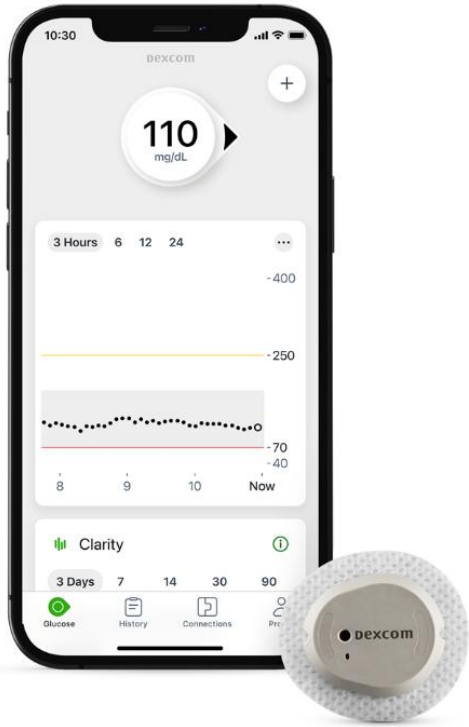 10:30
Dexcom
+
110
mg/dL
3 Hours 6 12 24 ...
-400
-250
-70
-40
8 9 10 Now
Clarity
3 Days 7 14 30 90
Glucose History Connections Pro
Dexcom